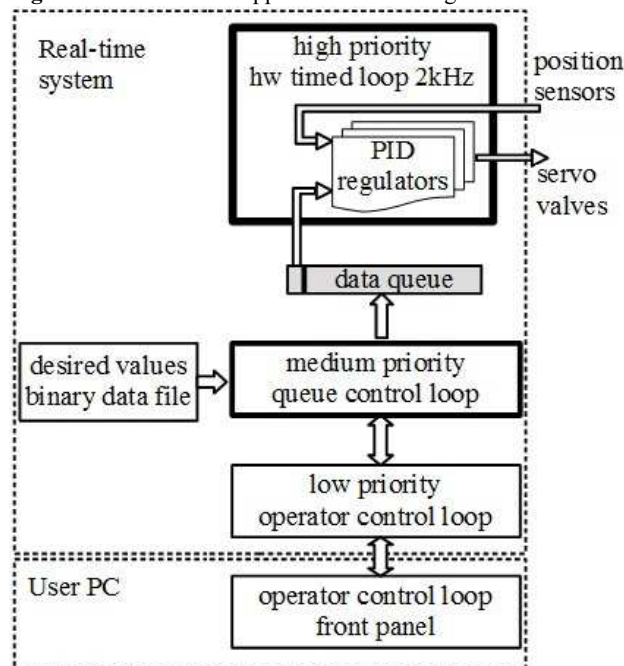 Real-time
system
high priority
hw timed loop 2kHz
position
sensors
PID
regulators
servo
valves
data queue
desired values
binary data file
medium priority
queue control loop
low priority
operator control loop
User PC
operator control loop
front panel